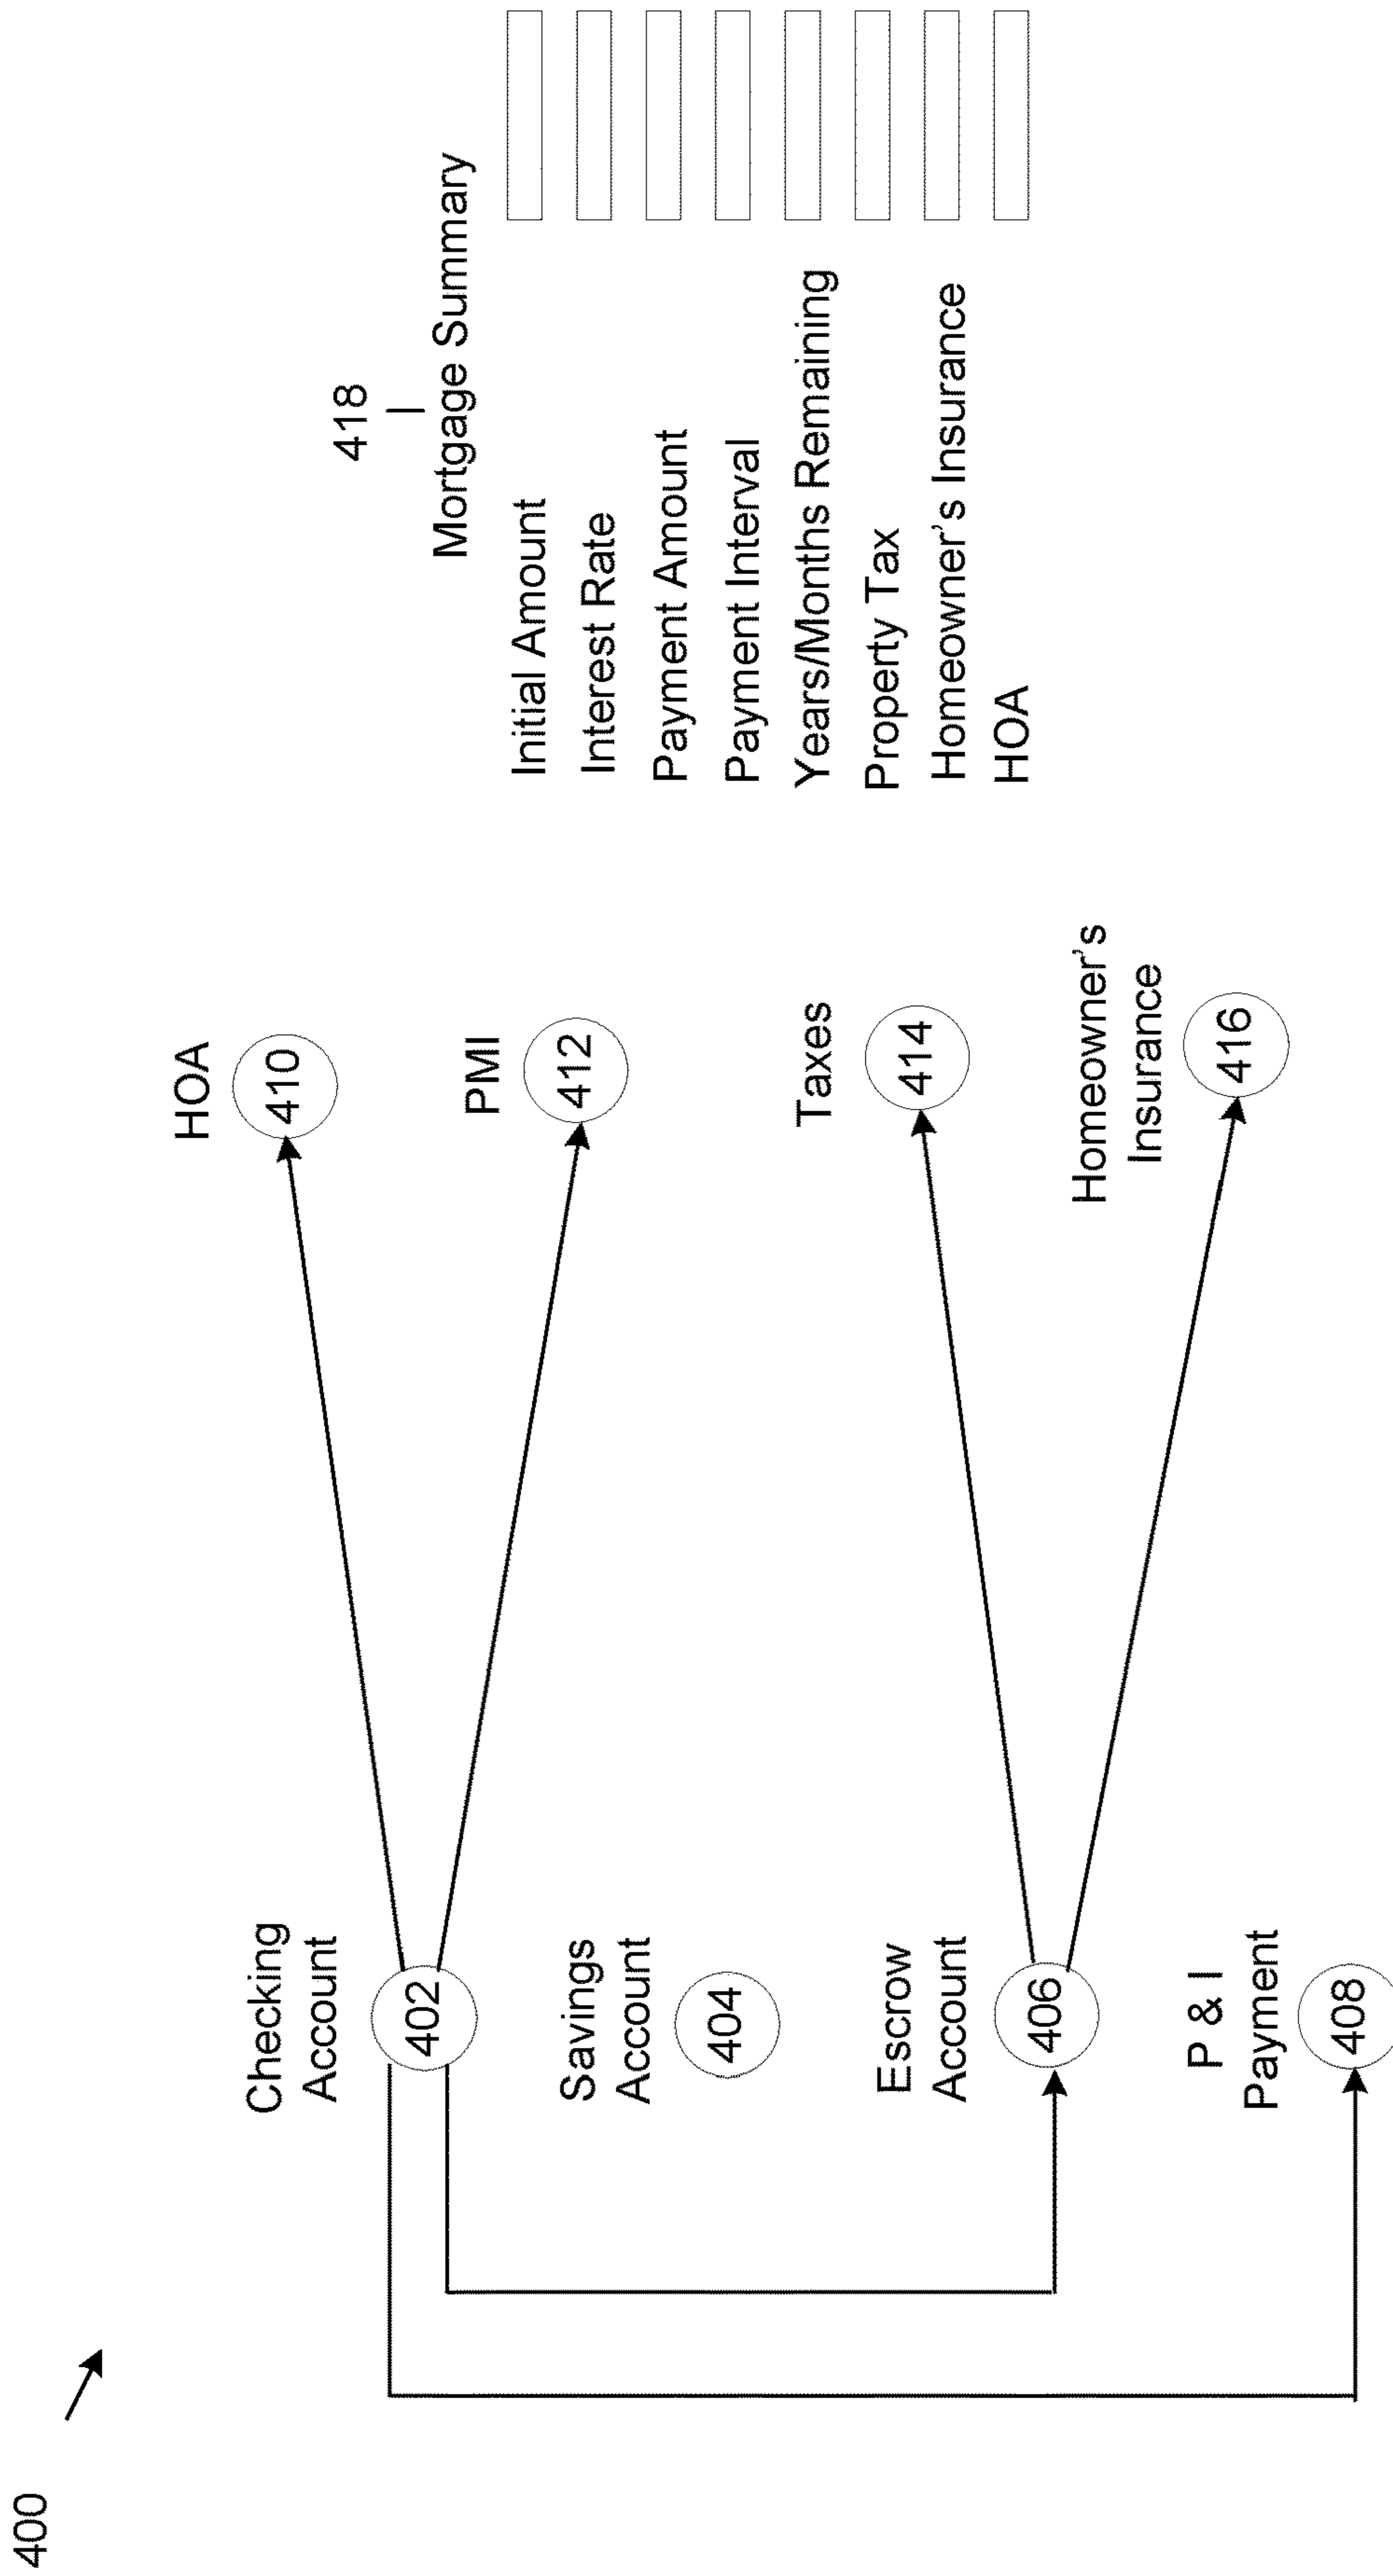 400
Checking
Account
402
Savings
Account
404
Escrow
Account
406
P & I
Payment
408
HOA
410
PMI
412
Taxes
414
Homeowner's
Insurance
416
418
Mortgage Summary
Initial Amount
Interest Rate
Payment Amount
Payment Interval
Years/Months Remaining
Property Tax
Homeowner's Insurance
HOA